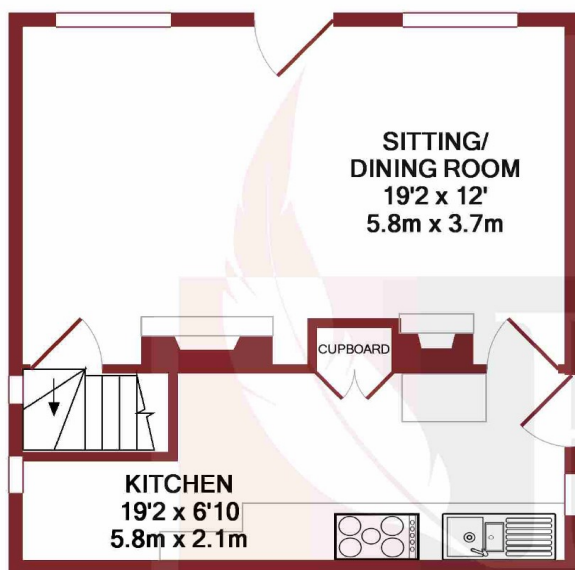 SITTING/
DINING ROOM
19'2 x 12'
5.8m x 3.7m
CUPBOARD
KITCHEN
19'2 x 6'10
5.8m x 2.1m